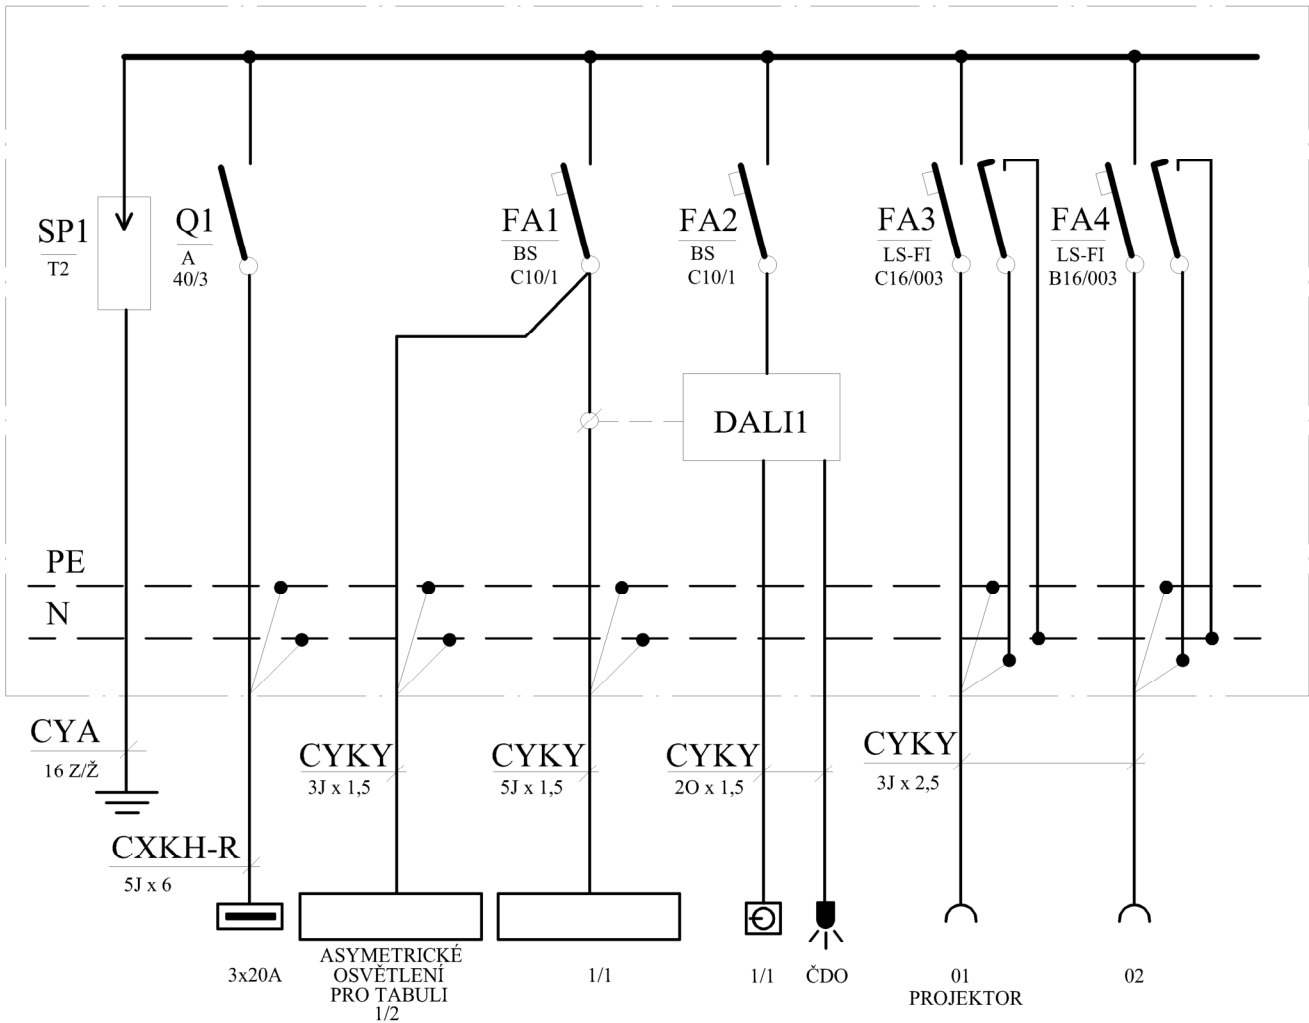 SP1
T2
Q1
A
40/3
FA1
BS
C10/1
FA2
BS
C10/1
FA3
LS-FI
C16/003
FA4
LS-FI
B16/003
DALI1
PE
N
CYA
16 Z/Ž
CXKH-R
5J x 6
CYKY
3J x 1,5
CYKY
5J x 1,5
CYKY
2O x 1,5
CYKY
3J x 2,5
3x20A
ASYMETRICKÉ
OSVĚTLENÍ
PRO TABULI
1/2
1/1
1/1
ČDO
01
PROJEKTOR
02